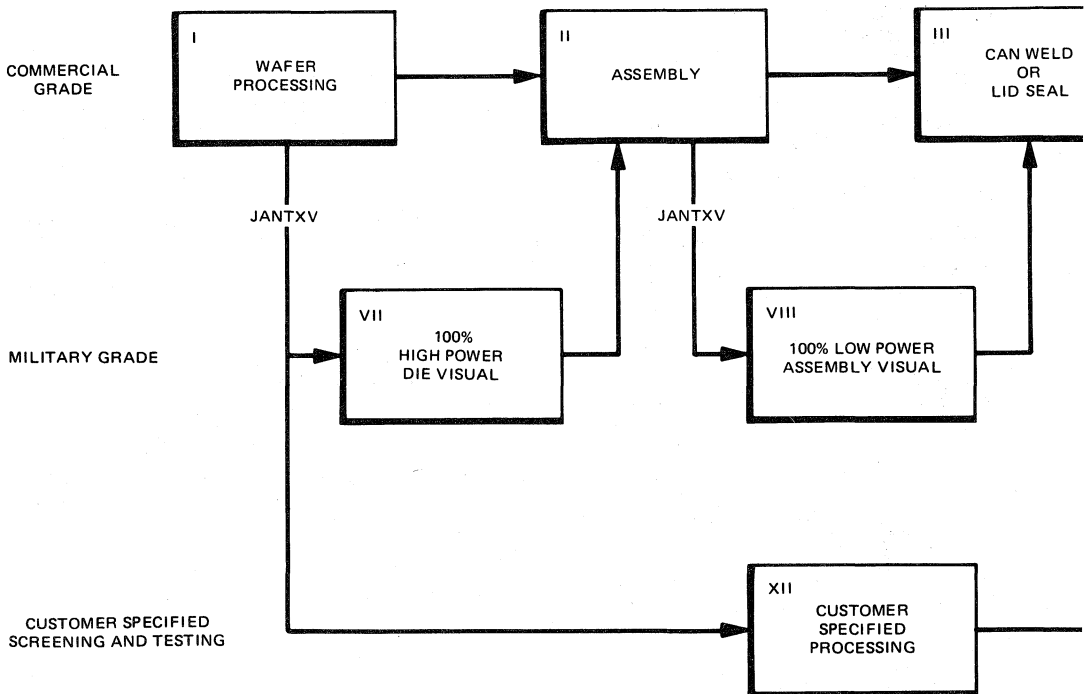 COMMERCIAL
GRADE
I
WAFER
PROCESSING
II
ASSEMBLY
III
CAN WELD
OR
LID SEAL
JANTXV
JANTXV
MILITARY GRADE
VII
100%
HIGH POWER
DIE VISUAL
VIII
100% LOW POWER
ASSEMBLY VISUAL
CUSTOMER SPECIFIED
SCREENING AND TESTING
XII
CUSTOMER
SPECIFIED
PROCESSING